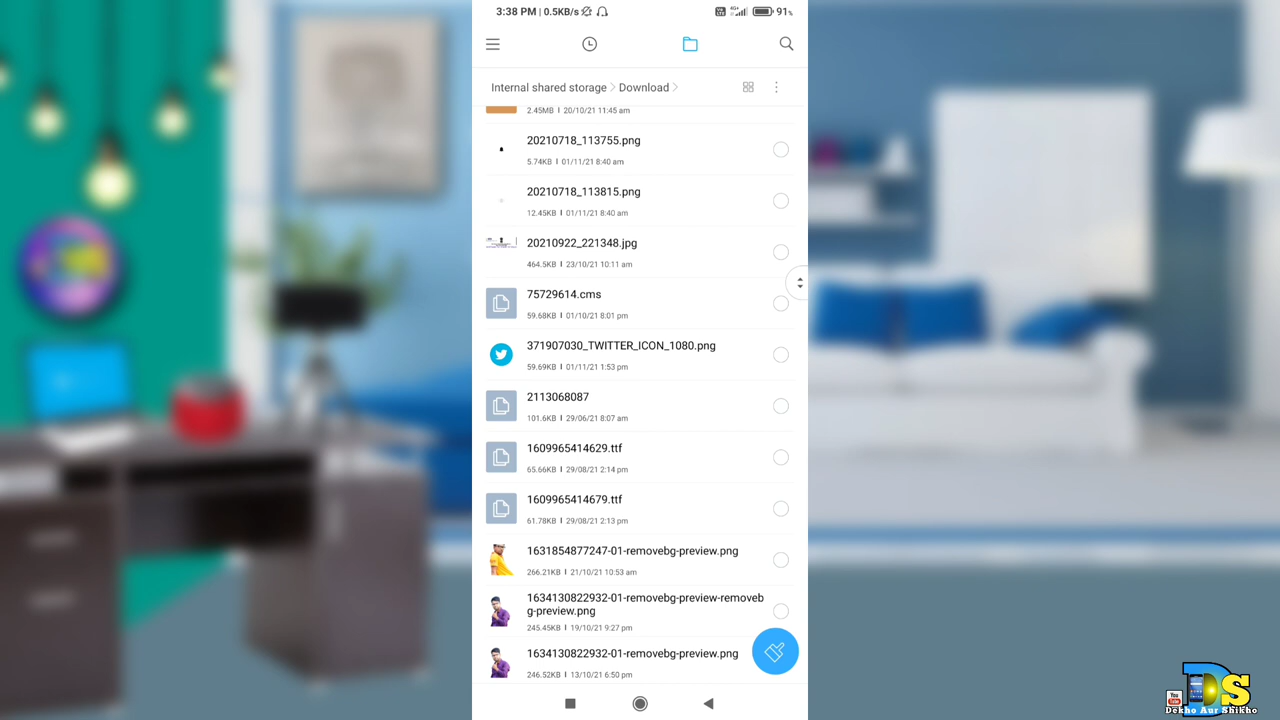 3:38 PM | 0.5KB/s
4G+
91%
Internal shared storage > Download >
2.45MB I 20/10/21 11:45 am
20210718_113755.png
5.74KB I 01/11/21 8:40 am
20210718_113815.png
12.45KB I 01/11/21 8:40 am
20210922_221348.jpg
464.5KB I 23/10/21 10:11 am
75729614.cms
59.68KB I 01/10/21 8:01 pm
371907030_TWITTER_ICON_1080.png
59.69KB I 01/11/21 1:53 pm
2113068087
101.6KB I 29/06/21 8:07 am
1609965414629.ttf
65.66KB I 29/08/21 2:14 pm
1609965414679.ttf
61.78KB I 29/08/21 2:13 pm
1631854877247-01-removebg-preview.png
266.21KB I 21/10/21 10:53 am
1634130822932-01-removebg-preview-removeb
g-preview.png
245.45KB I 19/10/21 9:27 pm
1634130822932-01-removebg-preview.png
246.52KB I 13/10/21 6:50 pm
DS
You
Tube
Dekho Aur Shikho